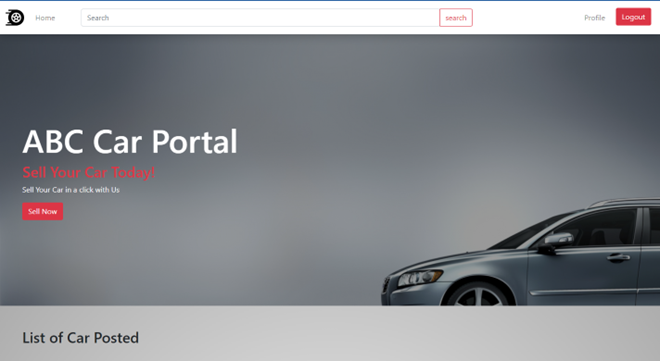 Home
Search
search
Profile
Logout
ABC Car Portal
Sell Your Car Today!
Sell Your Car in a click with Us
Sell Now
List of Car Posted